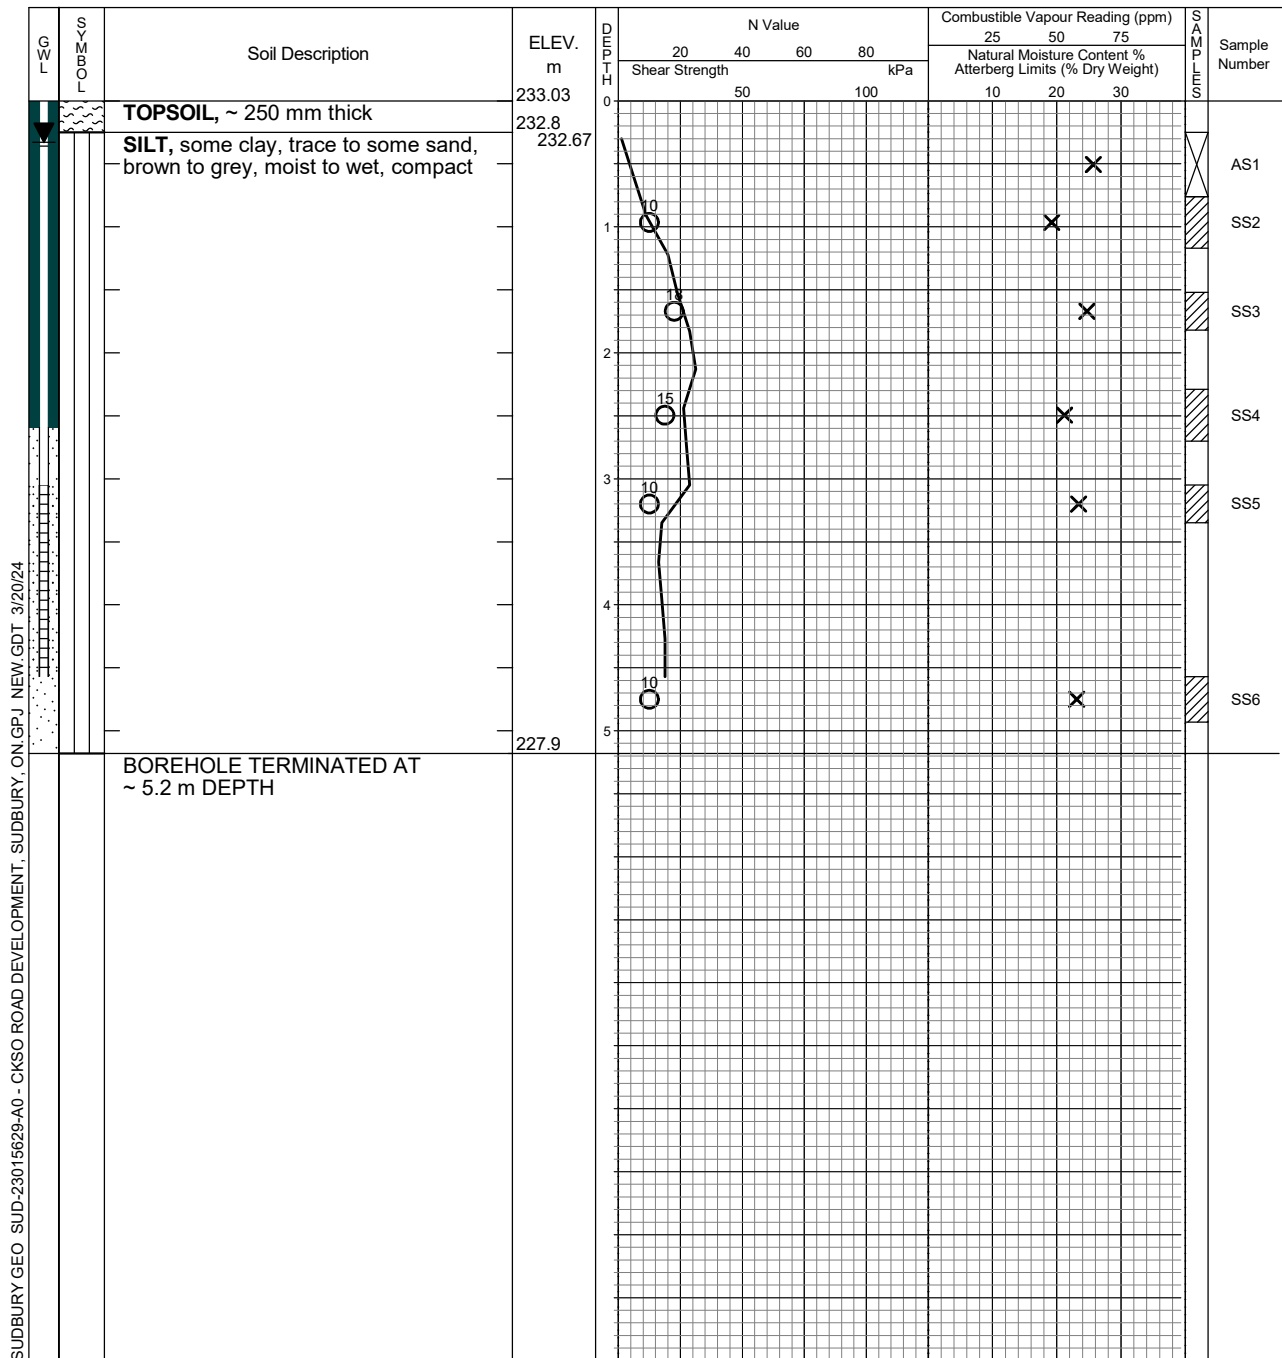 GWL
SYMBOL
Soil Description
ELEV.
m
DEPTH
N Value
20 40 60 80
Shear Strength kPa
50 100
Combustible Vapour Reading (ppm)
25 50 75
Natural Moisture Content %
Atterberg Limits (% Dry Weight)
10 20 30
SAMPLES
Sample
Number
233.03
0
TOPSOIL, ~ 250 mm thick
232.8
SILT, some clay, trace to some sand,
232.67
brown to grey, moist to wet, compact
AS1
10
SS2
1
SS3
2
15
SS4
3
10
SS5
4
10
SS6
5
227.9
BOREHOLE TERMINATED AT
~ 5.2 m DEPTH
SUDBURY GEO SUD-23015629-A0 - CKSO ROAD DEVELOPMENT, SUDBURY, ON.GPJ NEW.GDT 3/20/24